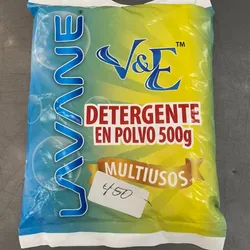 LAVANE
V&E™
DETERGENTE
EN POLVO 500g
MULTIUSOS
450